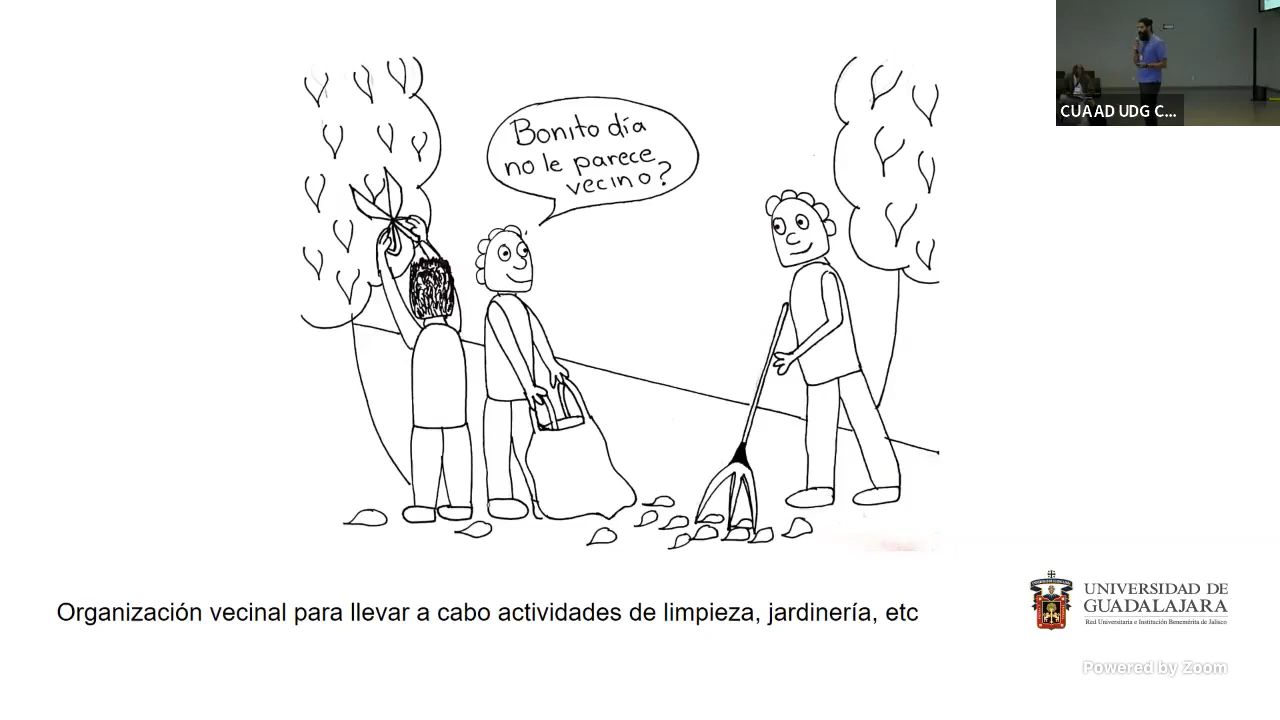 CUAAD UDG C...
Bonito día
no le parece
vecino?
Organización vecinal para llevar a cabo actividades de limpieza, jardinería, etc
UNIVERSIDAD DE
GUADALAJARA
Red Universitaria e Institución Benemérita de Jalisco
Powered by Zoom